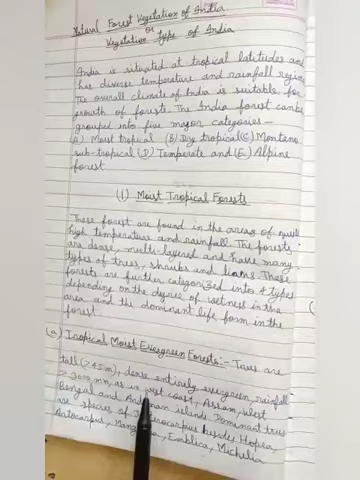 Natural Forest Vegetation of India
or
Vegetation type of India
India is situated at tropical latitudes and
has diverse temperature and rainfall regime
The overall climate of India is suitable for
growth of forests. The India forest can be
grouped into five major categories-
A) Moist tropical (B) Dry tropical (C) Montane
sub-tropical (D) Temperate and (E) Alpine
forest
(1) Moist Tropical Forests
These forest are found in the areas of quite
high temperature and rainfall. The forests
are dense, multi-layered and have many
types of trees, shrubs and lianas. These
forests are further categorized into 4 types
depending on the degree of wetness in the
area and the dominant life form in the
forest.
(a) Tropical Moist Evergreen Forests:- Trees are
tall (>45m), dense entirely evergreen, rainfall
mm, as in west coast, Assam, West
Bengal and Andaman islands. Dominant trees
are species of besides Hopea,
Artocarpus, Emblica, Michelia